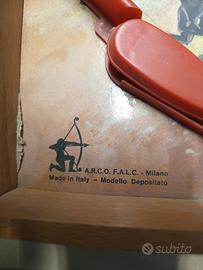 A.R.C.O. F.A.L.C. - Milano
Made in Italy - Modello Depositato
subito